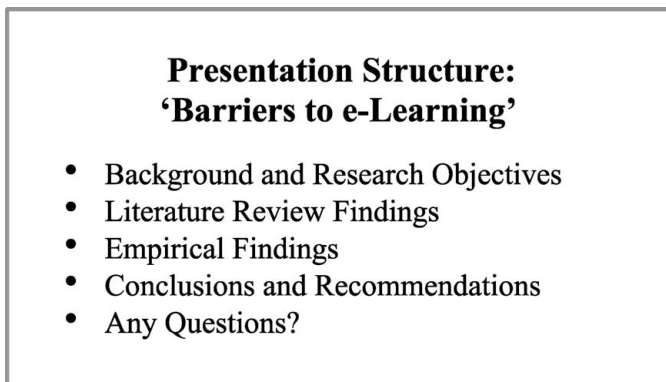 Presentation Structure:
‘Barriers to e-Learning’
• Background and Research Objectives
• Literature Review Findings
• Empirical Findings
• Conclusions and Recommendations
• Any Questions?